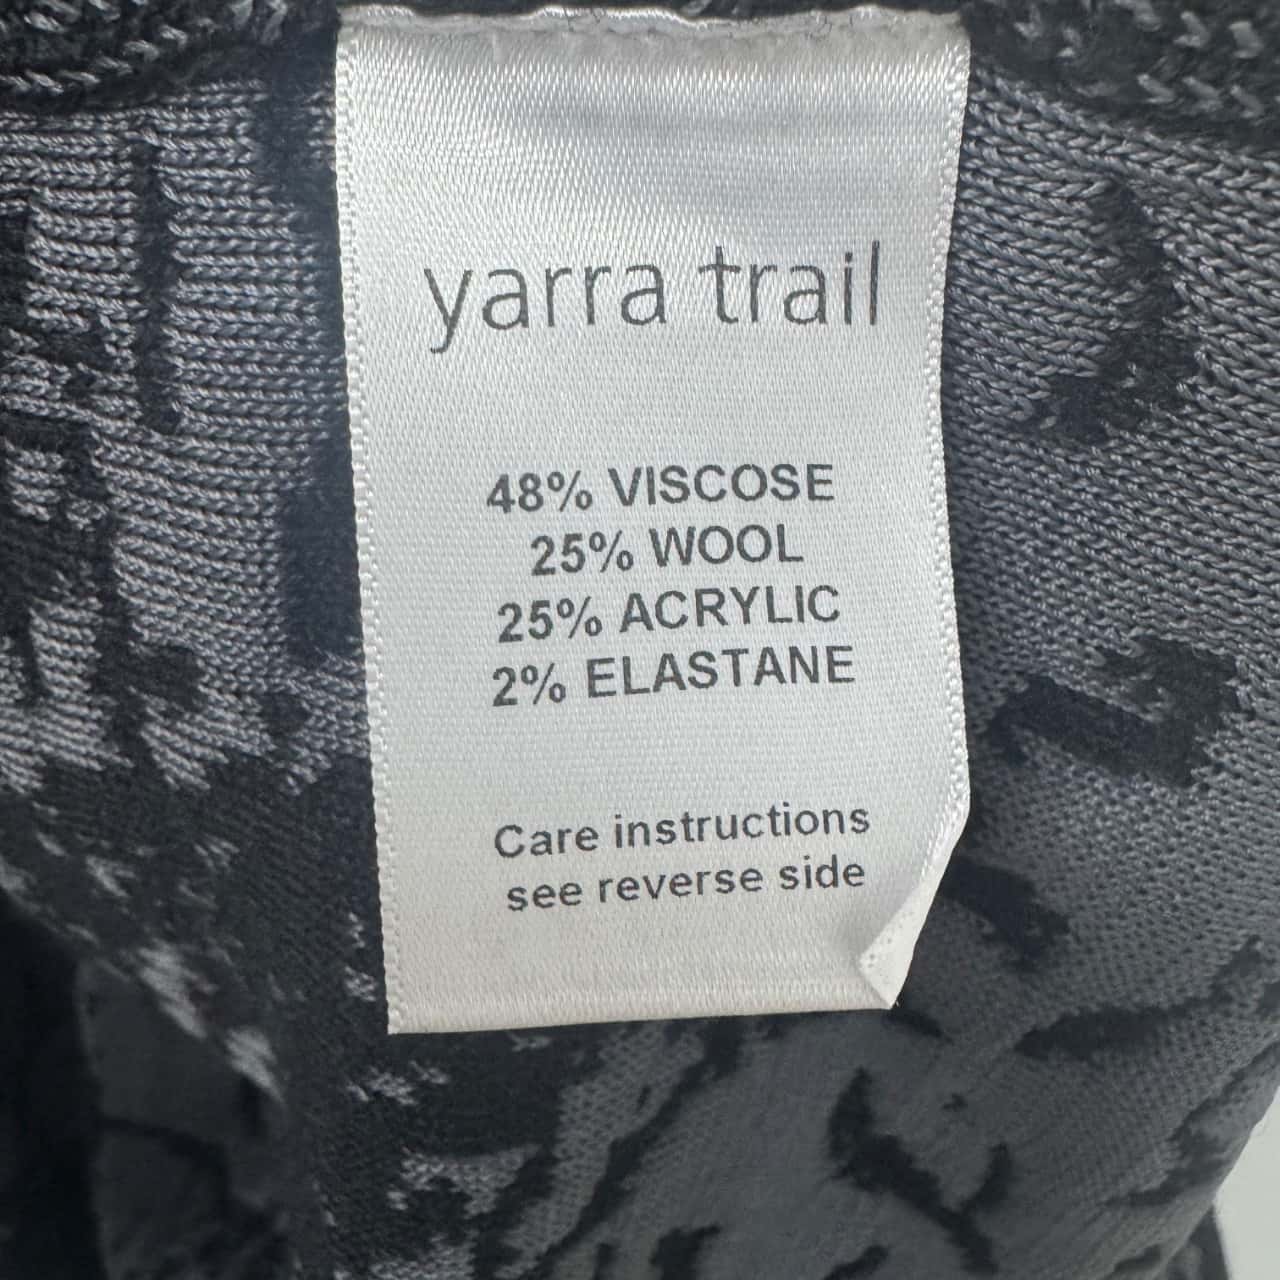 yarra trail
48% VISCOSE
25% WOOL
25% ACRYLIC
2% ELASTANE
Care instructions
see reverse side